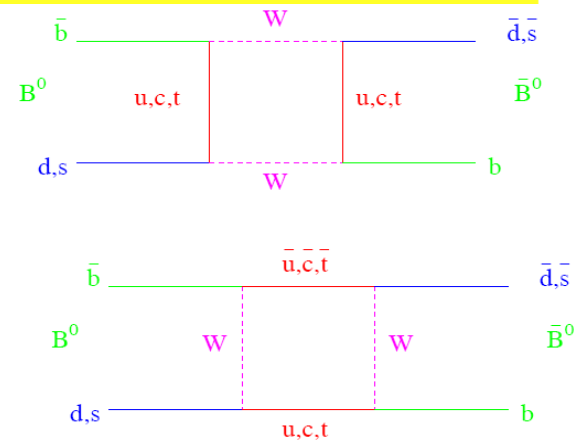 W
b̄ d̄,s̄
B⁰ u,c,t u,c,t B̄⁰
d,s W b
ū,c̄,t̄
b̄ d̄,s̄
B⁰ W W B̄⁰
d,s u,c,t b